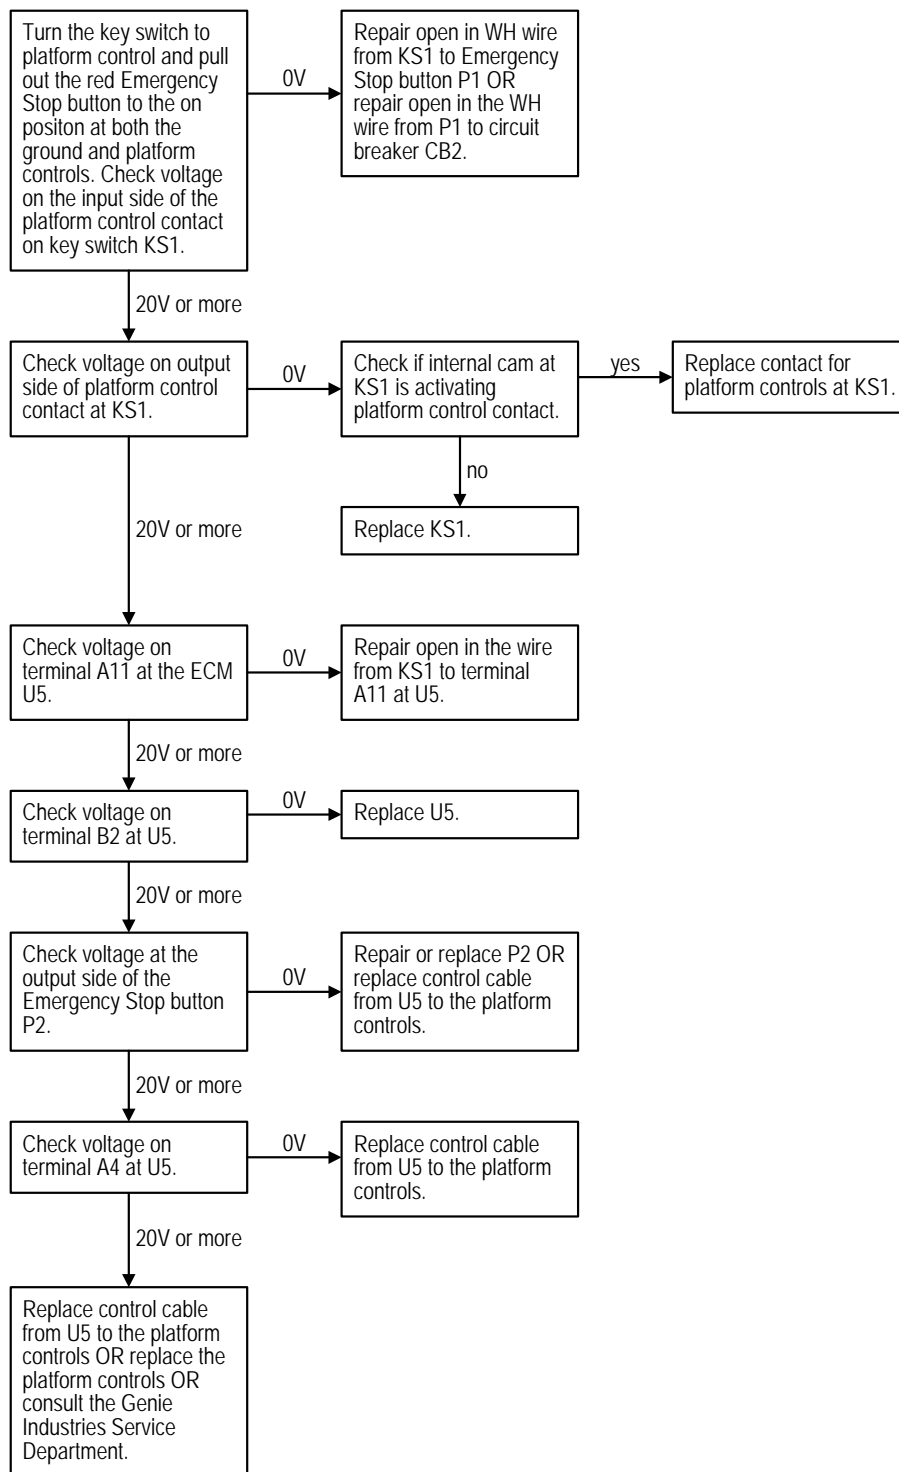 Turn the key switch to
platform control and pull
out the red Emergency
Stop button to the on
positon at both the
ground and platform
controls. Check voltage
on the input side of the
platform control contact
on key switch KS1.
0V
Repair open in WH wire
from KS1 to Emergency
Stop button P1 OR
repair open in the WH
wire from P1 to circuit
breaker CB2.
20V or more
Check voltage on output
side of platform control
contact at KS1.
0V
Check if internal cam at
KS1 is activating
platform control contact.
yes
Replace contact for
platform controls at KS1.
no
Replace KS1.
20V or more
Check voltage on
terminal A11 at the ECM
U5.
0V
Repair open in the wire
from KS1 to terminal
A11 at U5.
20V or more
Check voltage on
terminal B2 at U5.
0V
Replace U5.
20V or more
Check voltage at the
output side of the
Emergency Stop button
P2.
0V
Repair or replace P2 OR
replace control cable
from U5 to the platform
controls.
20V or more
Check voltage on
terminal A4 at U5.
0V
Replace control cable
from U5 to the platform
controls.
20V or more
Replace control cable
from U5 to the platform
controls OR replace the
platform controls OR
consult the Genie
Industries Service
Department.